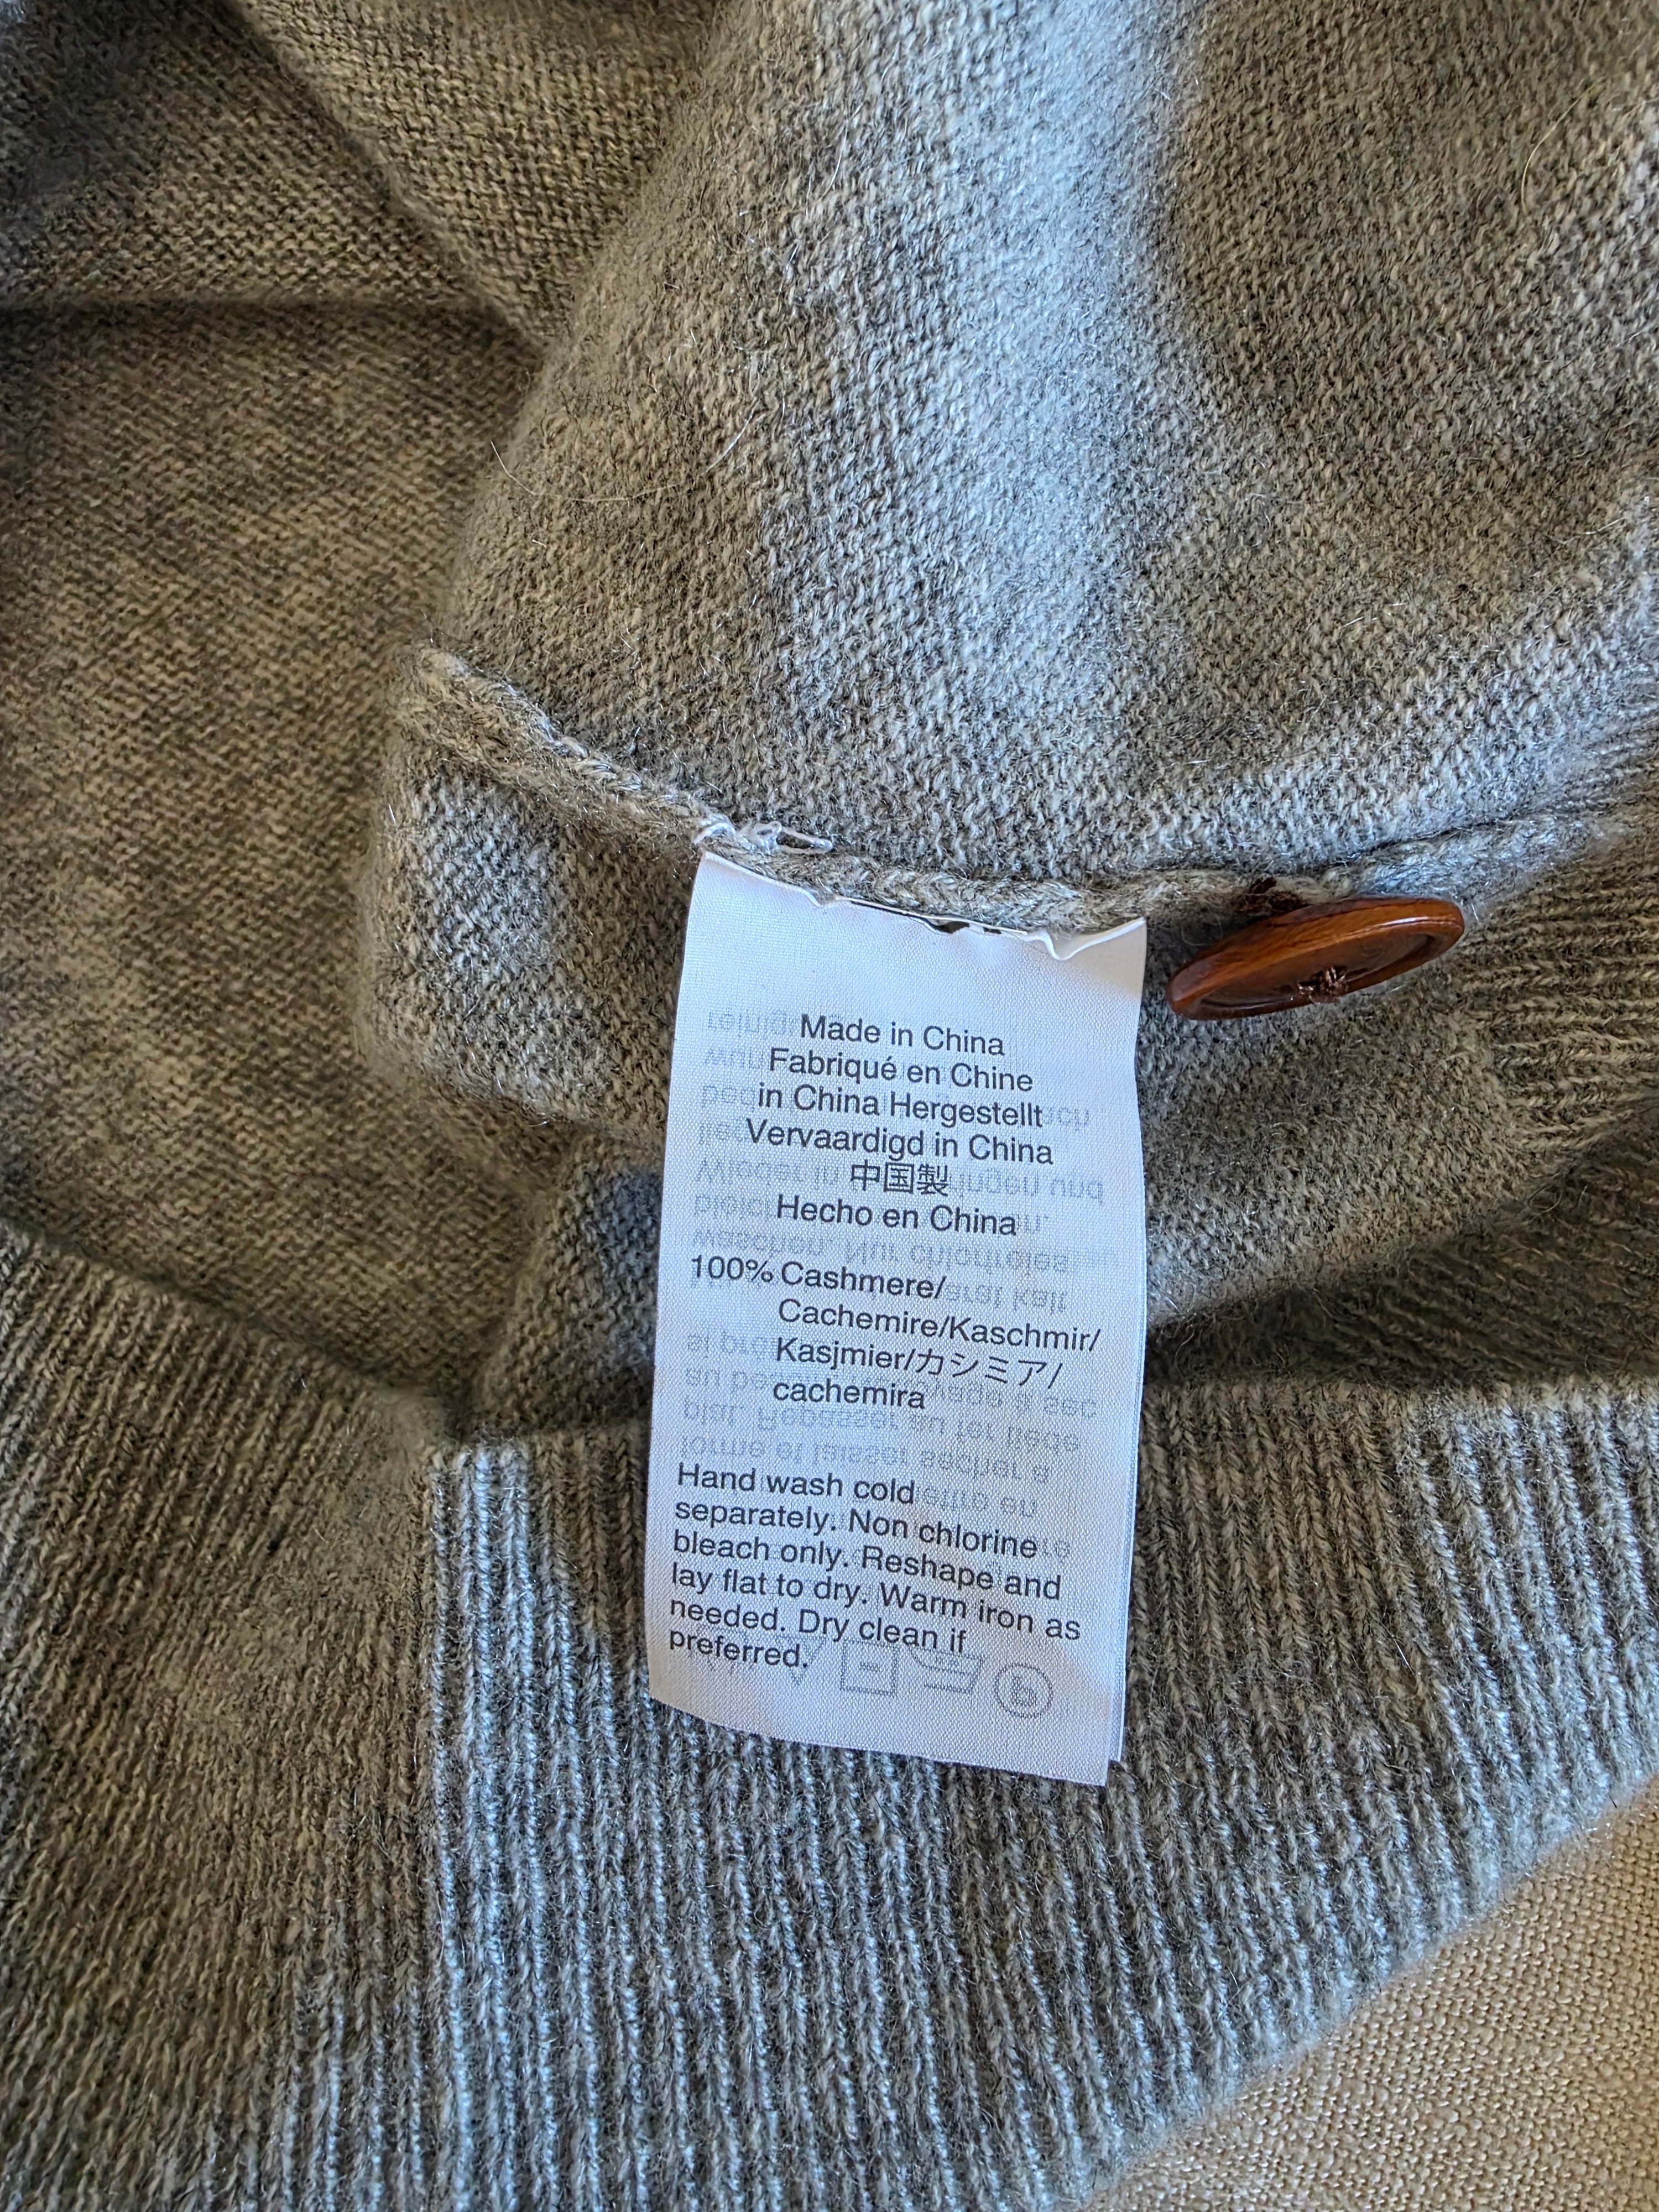 Made in China
Fabriqué en Chine
in China Hergestellt
Vervaardigd in China
中国製
Hecho en China
100% Cashmere/
Cachemire/Kaschmir/
Kasjmier/カシミア/
cachemira
Hand wash cold
separately. Non chlorine
bleach only. Reshape and
lay flat to dry. Warm iron as
needed. Dry clean if
preferred.